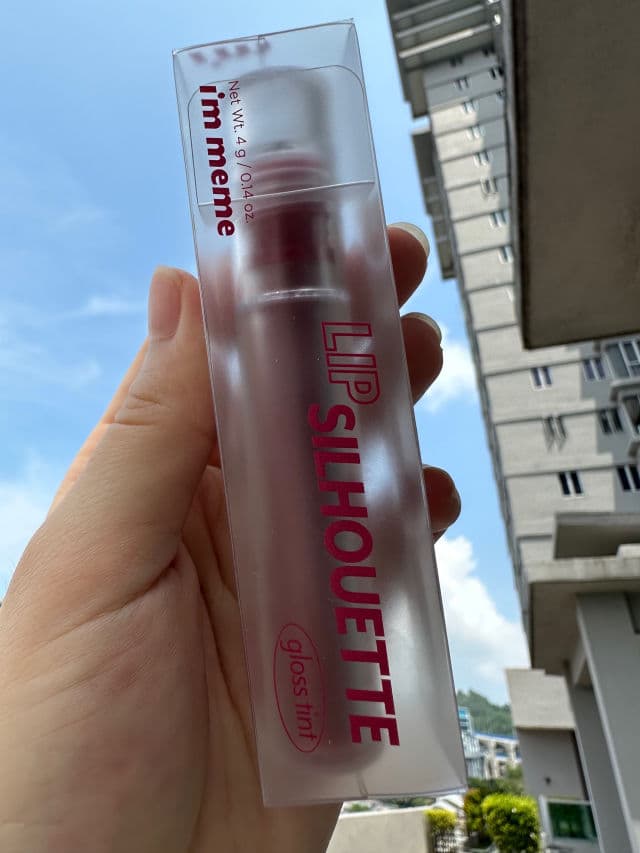 i'm meme
Net Wt. 4 g / 0.14 oz.
LIP
SILHOUETTE
gloss tint